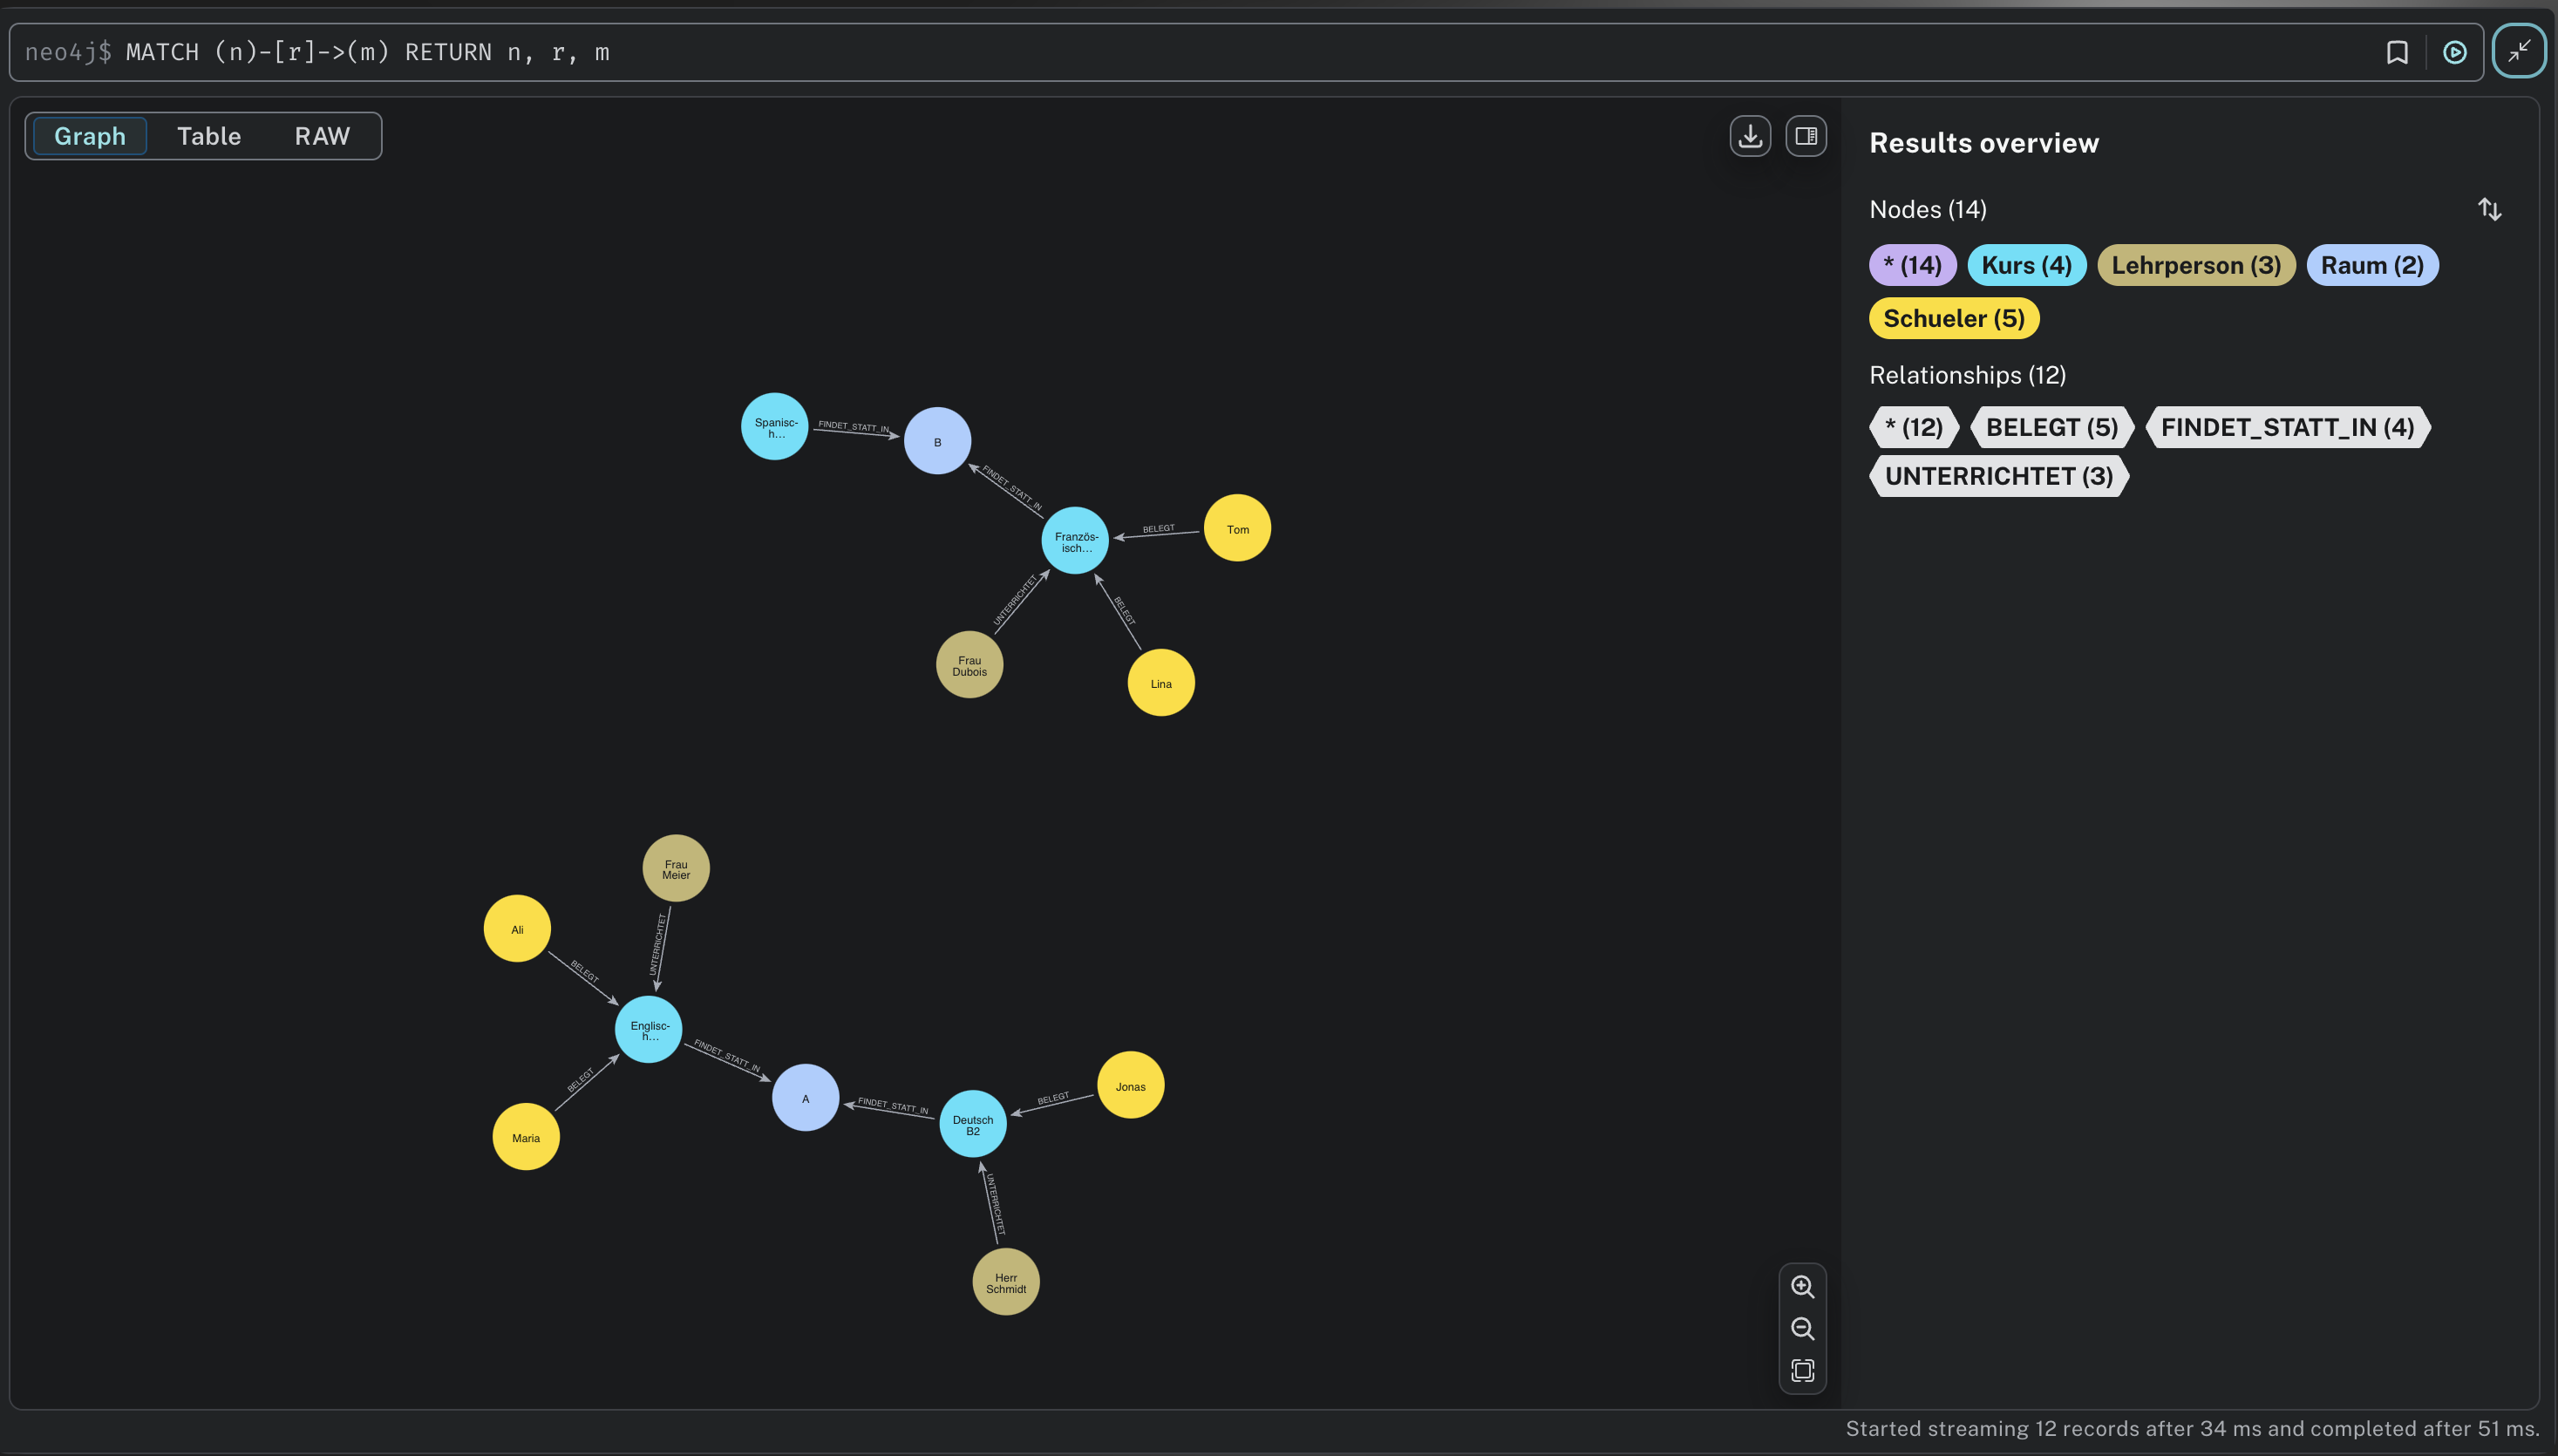 neo4j$ MATCH (n)-[r]->(m) RETURN n, r, m
Graph Table RAW
Results overview
Nodes (14)
* (14) Kurs (4) Lehrperson (3) Raum (2)
Schueler (5)
Relationships (12)
* (12) BELEGT (5) FINDET_STATT_IN (4)
UNTERRICHTET (3)
Spanisc-
h...
FINDET_STATT_IN
B
FINDET_STATT_IN
Französ-
isch...
BELEGT
Tom
UNTERRICHTET
BELEGT
Frau
Dubois
Lina
Frau
Meier
Ali
UNTERRICHTET
BELEGT
Englisc-
h...
FINDET_STATT_IN
BELEGT
Maria
A
FINDET_STATT_IN
Deutsch
B2
BELEGT
Jonas
UNTERRICHTET
Herr
Schmidt
Started streaming 12 records after 34 ms and completed after 51 ms.